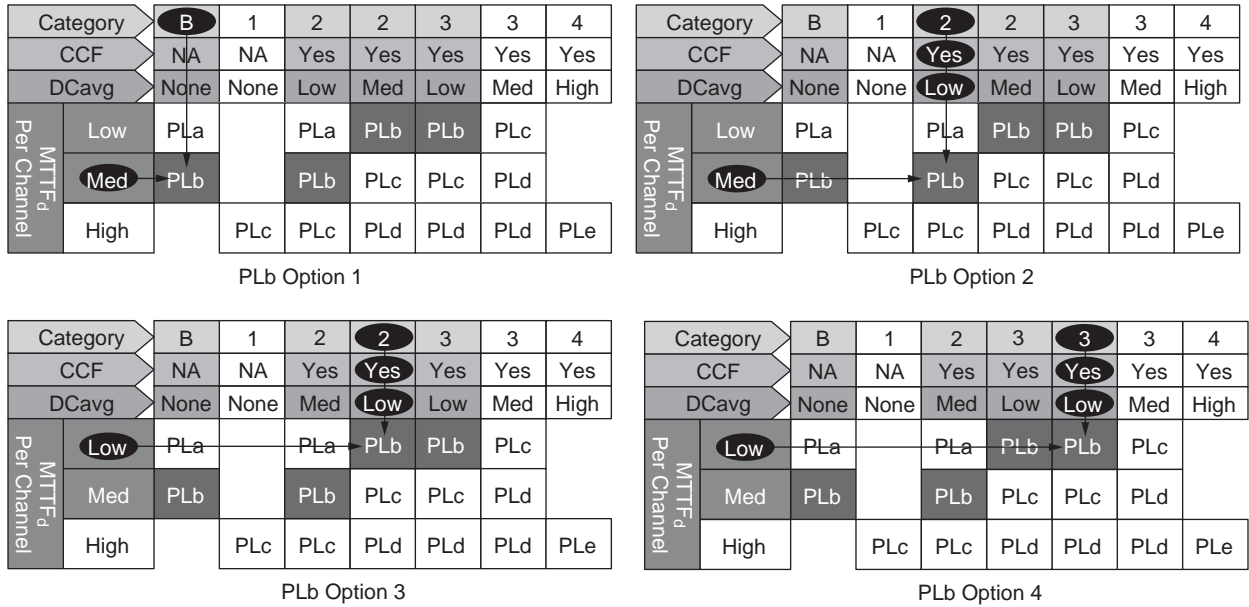 Category B 1 2 2 3 3 4
CCF NA NA Yes Yes Yes Yes Yes
DCavg None None Low Med Low Med High
MTTFd Per Channel
Low PLa PLa PLb PLb PLc
Med PLb PLb PLc PLc PLd
High PLc PLc PLd PLd PLd PLe
PLb Option 1
Category B 1 2 2 3 3 4
CCF NA NA Yes Yes Yes Yes Yes
DCavg None None Low Med Low Med High
MTTFd Per Channel
Low PLa PLa PLb PLb PLc
Med PLb PLb PLc PLc PLd
High PLc PLc PLd PLd PLd PLe
PLb Option 2
Category B 1 2 2 3 3 4
CCF NA NA Yes Yes Yes Yes Yes
DCavg None None Med Low Low Med High
MTTFd Per Channel
Low PLa PLa PLb PLb PLc
Med PLb PLb PLc PLc PLd
High PLc PLc PLd PLd PLd PLe
PLb Option 3
Category B 1 2 3 3 3 4
CCF NA NA Yes Yes Yes Yes Yes
DCavg None None Med Low Low Med High
MTTFd Per Channel
Low PLa PLa PLb PLb PLc
Med PLb PLb PLc PLc PLd
High PLc PLc PLd PLd PLd PLe
PLb Option 4